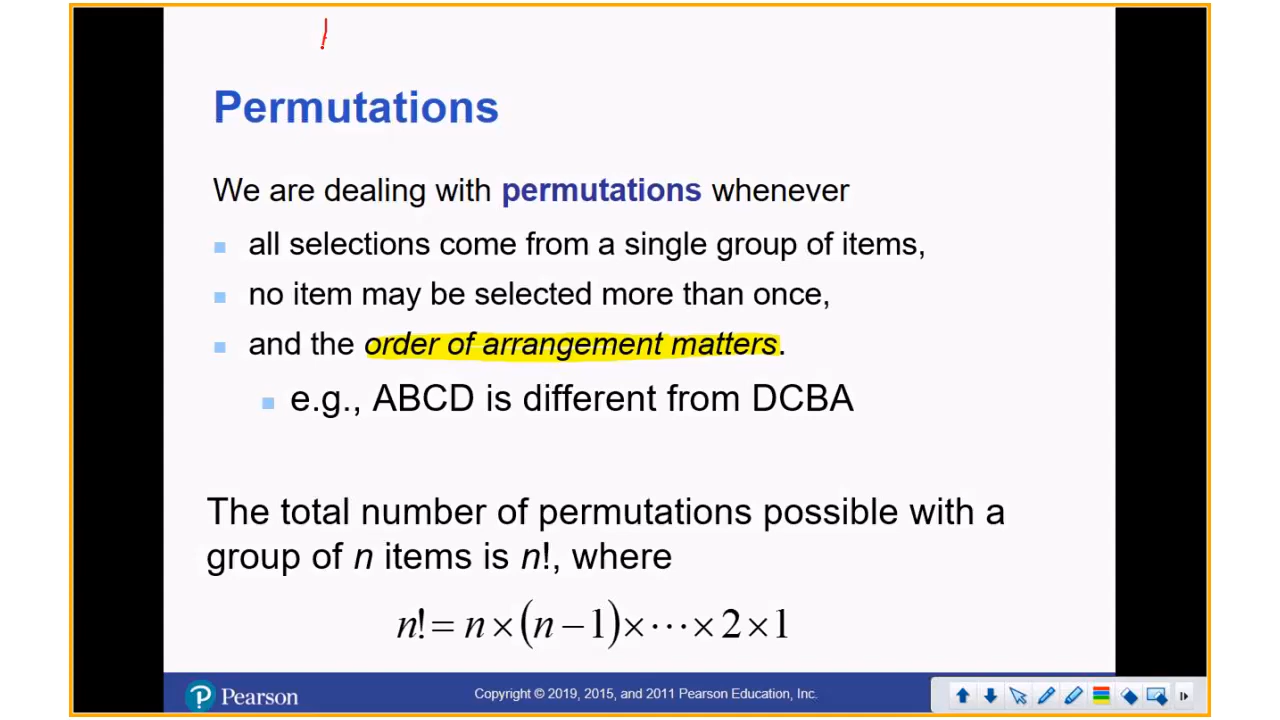 !
Permutations
We are dealing with permutations whenever
all selections come from a single group of items,
no item may be selected more than once,
and the order of arrangement matters.
e.g., ABCD is different from DCBA
The total number of permutations possible with a
group of n items is n!, where
n! = n × (n − 1) × ⋯ × 2 × 1
Pearson
Copyright © 2019, 2015, and 2011 Pearson Education, Inc.